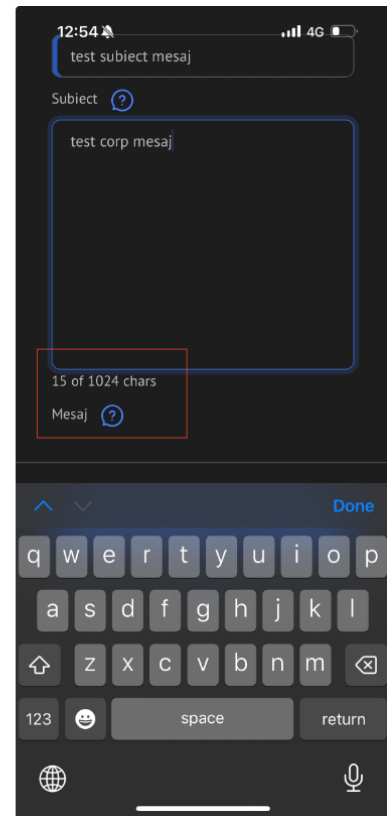 12:54
4G
test subiect mesaj
Subiect ?
test corp mesaj
15 of 1024 chars
Mesaj ?
Done
q w e r t y u i o p
a s d f g h j k l
z x c v b n m
123 space return